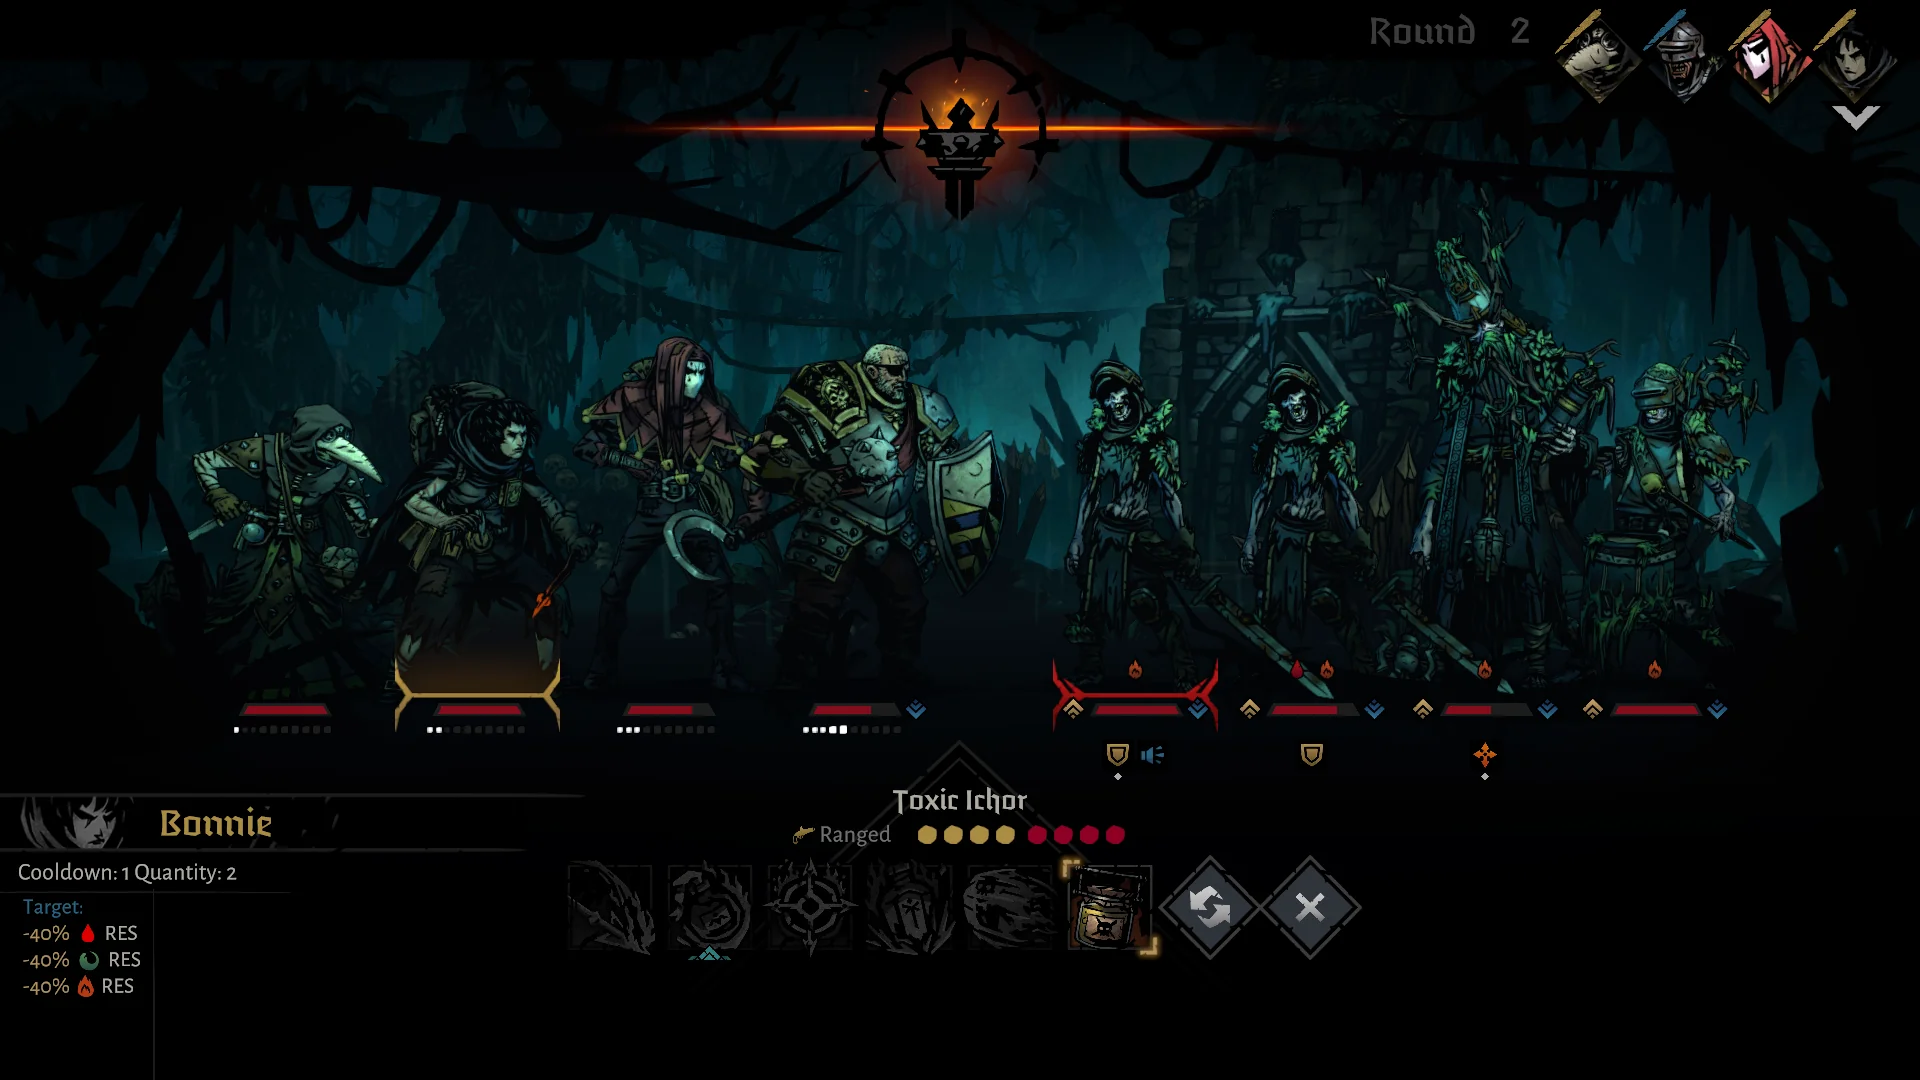 Round 2
Toxic Ichor
Ranged
Bonnie
Cooldown: 1 Quantity: 2
Target:
-40% RES
-40% RES
-40% RES